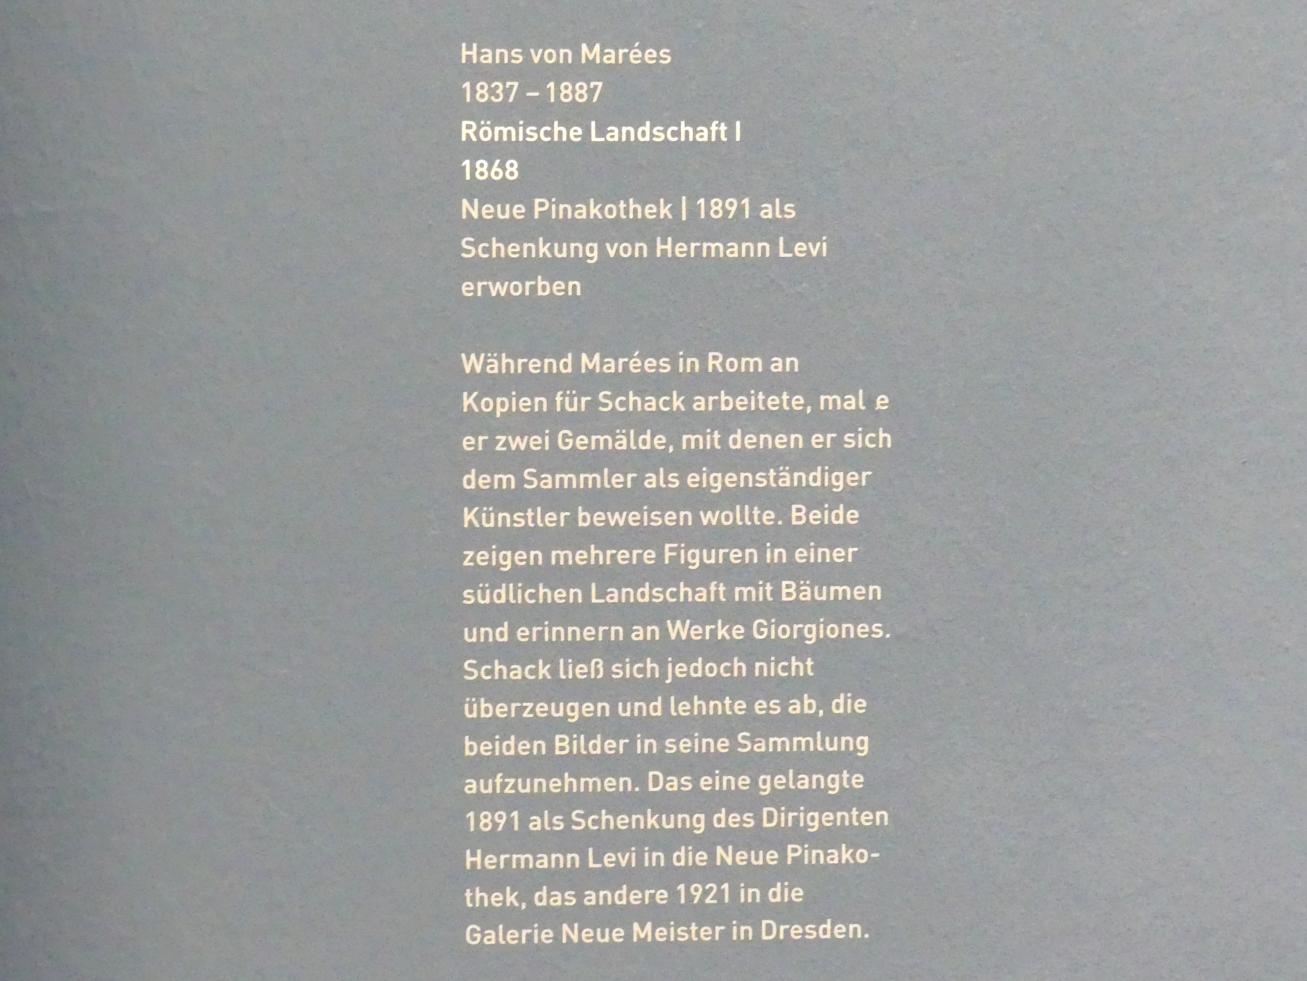 Hans von Marées
1837 – 1887
Römische Landschaft I
1868
Neue Pinakothek | 1891 als
Schenkung von Hermann Levi
erworben
Während Marées in Rom an
Kopien für Schack arbeitete, mal e
er zwei Gemälde, mit denen er sich
dem Sammler als eigenständiger
Künstler beweisen wollte. Beide
zeigen mehrere Figuren in einer
südlichen Landschaft mit Bäumen
und erinnern an Werke Giorgiones.
Schack ließ sich jedoch nicht
überzeugen und lehnte es ab, die
beiden Bilder in seine Sammlung
aufzunehmen. Das eine gelangte
1891 als Schenkung des Dirigenten
Hermann Levi in die Neue Pinako-
thek, das andere 1921 in die
Galerie Neue Meister in Dresden.